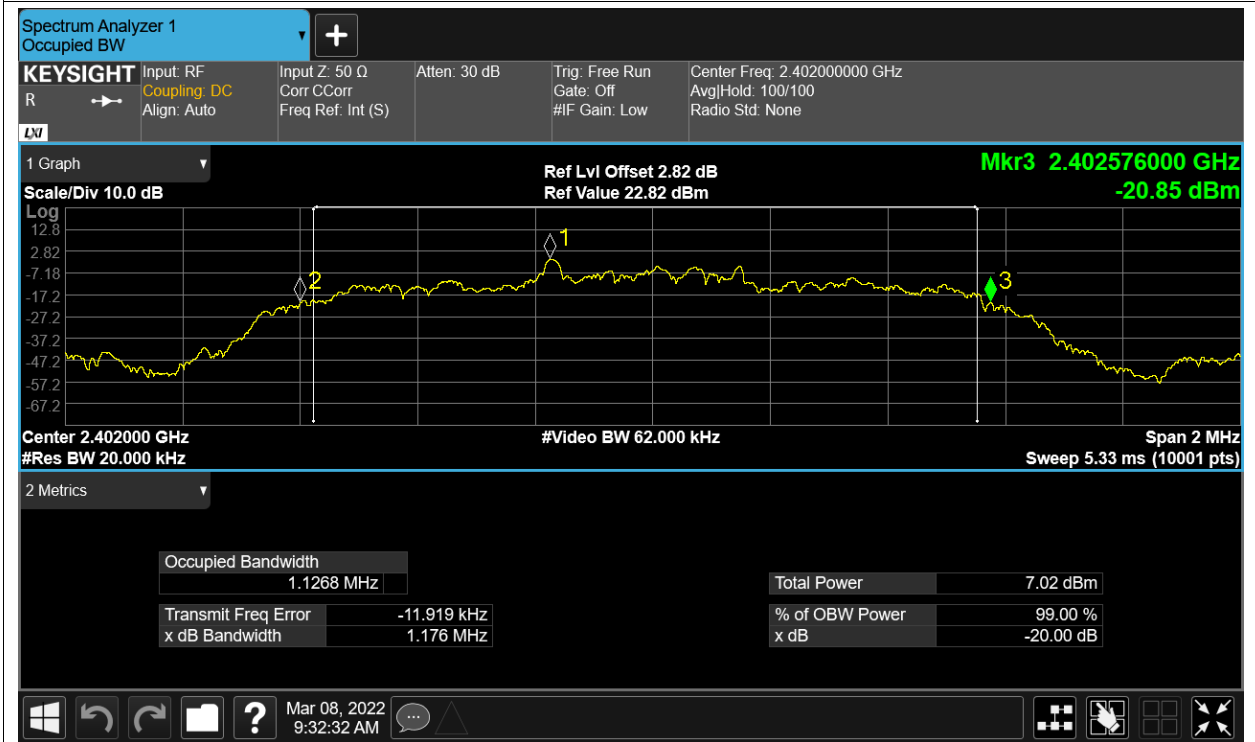 Spectrum Analyzer 1
Occupied BW
KEYSIGHT
R
LXI
Input: RF
Coupling: DC
Align: Auto
Input Z: 50 Ω
Corr CCorr
Freq Ref: Int (S)
Atten: 30 dB
Trig: Free Run
Gate: Off
#IF Gain: Low
Center Freq: 2.402000000 GHz
Avg|Hold: 100/100
Radio Std: None
1 Graph
Scale/Div 10.0 dB
Ref Lvl Offset 2.82 dB
Ref Value 22.82 dBm
Mkr3 2.402576000 GHz
-20.85 dBm
Log
12.8
2.82
-7.18
-17.2
-27.2
-37.2
-47.2
-57.2
-67.2
1
2
3
Center 2.402000 GHz
#Video BW 62.000 kHz
Span 2 MHz
#Res BW 20.000 kHz
Sweep 5.33 ms (10001 pts)
2 Metrics
Occupied Bandwidth
1.1268 MHz
Total Power 7.02 dBm
Transmit Freq Error -11.919 kHz
% of OBW Power 99.00 %
x dB Bandwidth 1.176 MHz
x dB -20.00 dB
?
Mar 08, 2022
9:32:32 AM